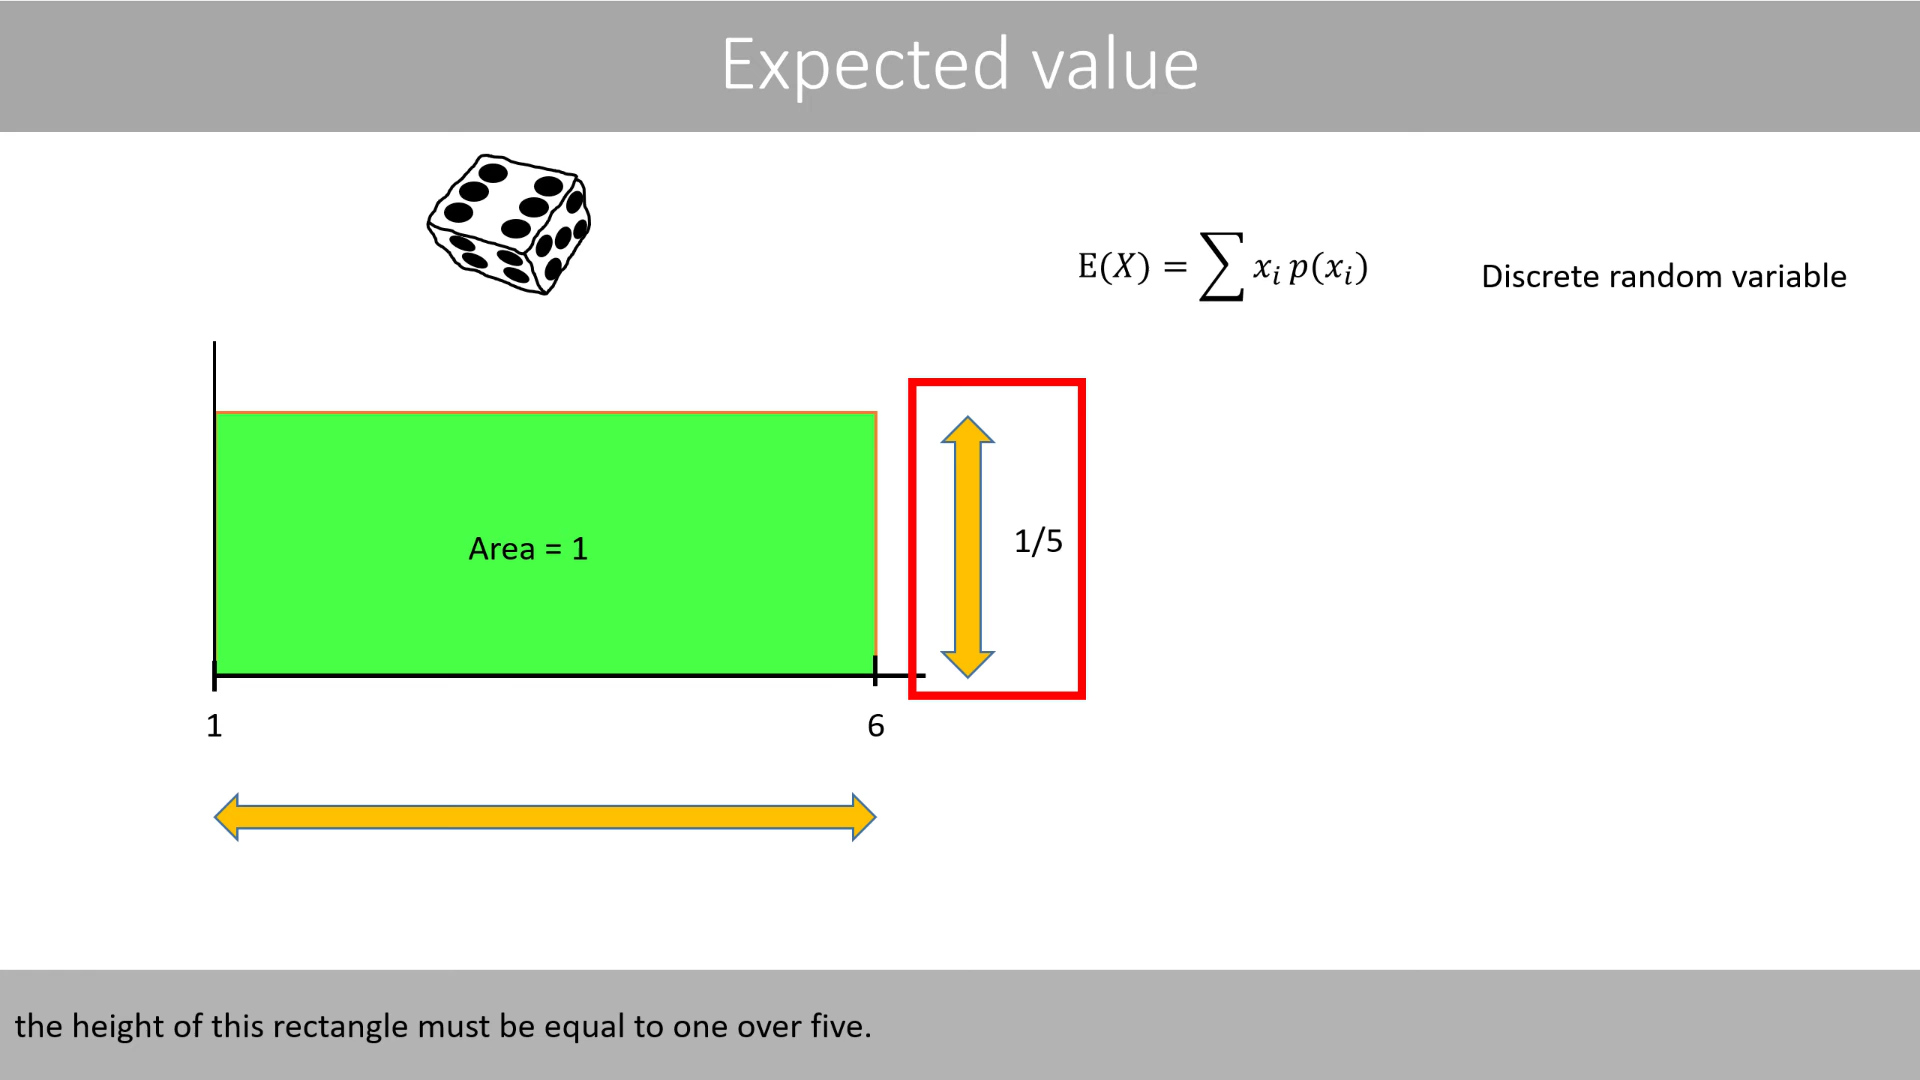 Expected value
E(X) = ∑ xᵢ p(xᵢ)
Discrete random variable
Area = 1
1/5
1
6
the height of this rectangle must be equal to one over five.